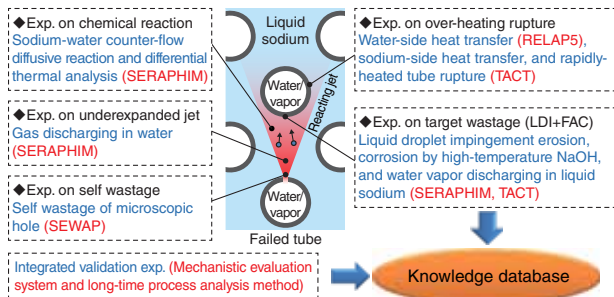 ◆Exp. on chemical reaction
Sodium-water counter-flow
diffusive reaction and differential
thermal analysis (SERAPHIM)
◆Exp. on underexpanded jet
Gas discharging in water
(SERAPHIM)
◆Exp. on self wastage
Self wastage of microscopic
hole (SEWAP)
Liquid
sodium
Water/
vapor
Reacting jet
Water/
vapor
Failed tube
◆Exp. on over-heating rupture
Water-side heat transfer (RELAP5),
sodium-side heat transfer, and rapidly-
heated tube rupture (TACT)
◆Exp. on target wastage (LDI+FAC)
Liquid droplet impingement erosion,
corrosion by high-temperature NaOH,
and water vapor discharging in liquid
sodium (SERAPHIM, TACT)
Integrated validation exp. (Mechanistic evaluation
system and long-time process analysis method)
Knowledge database